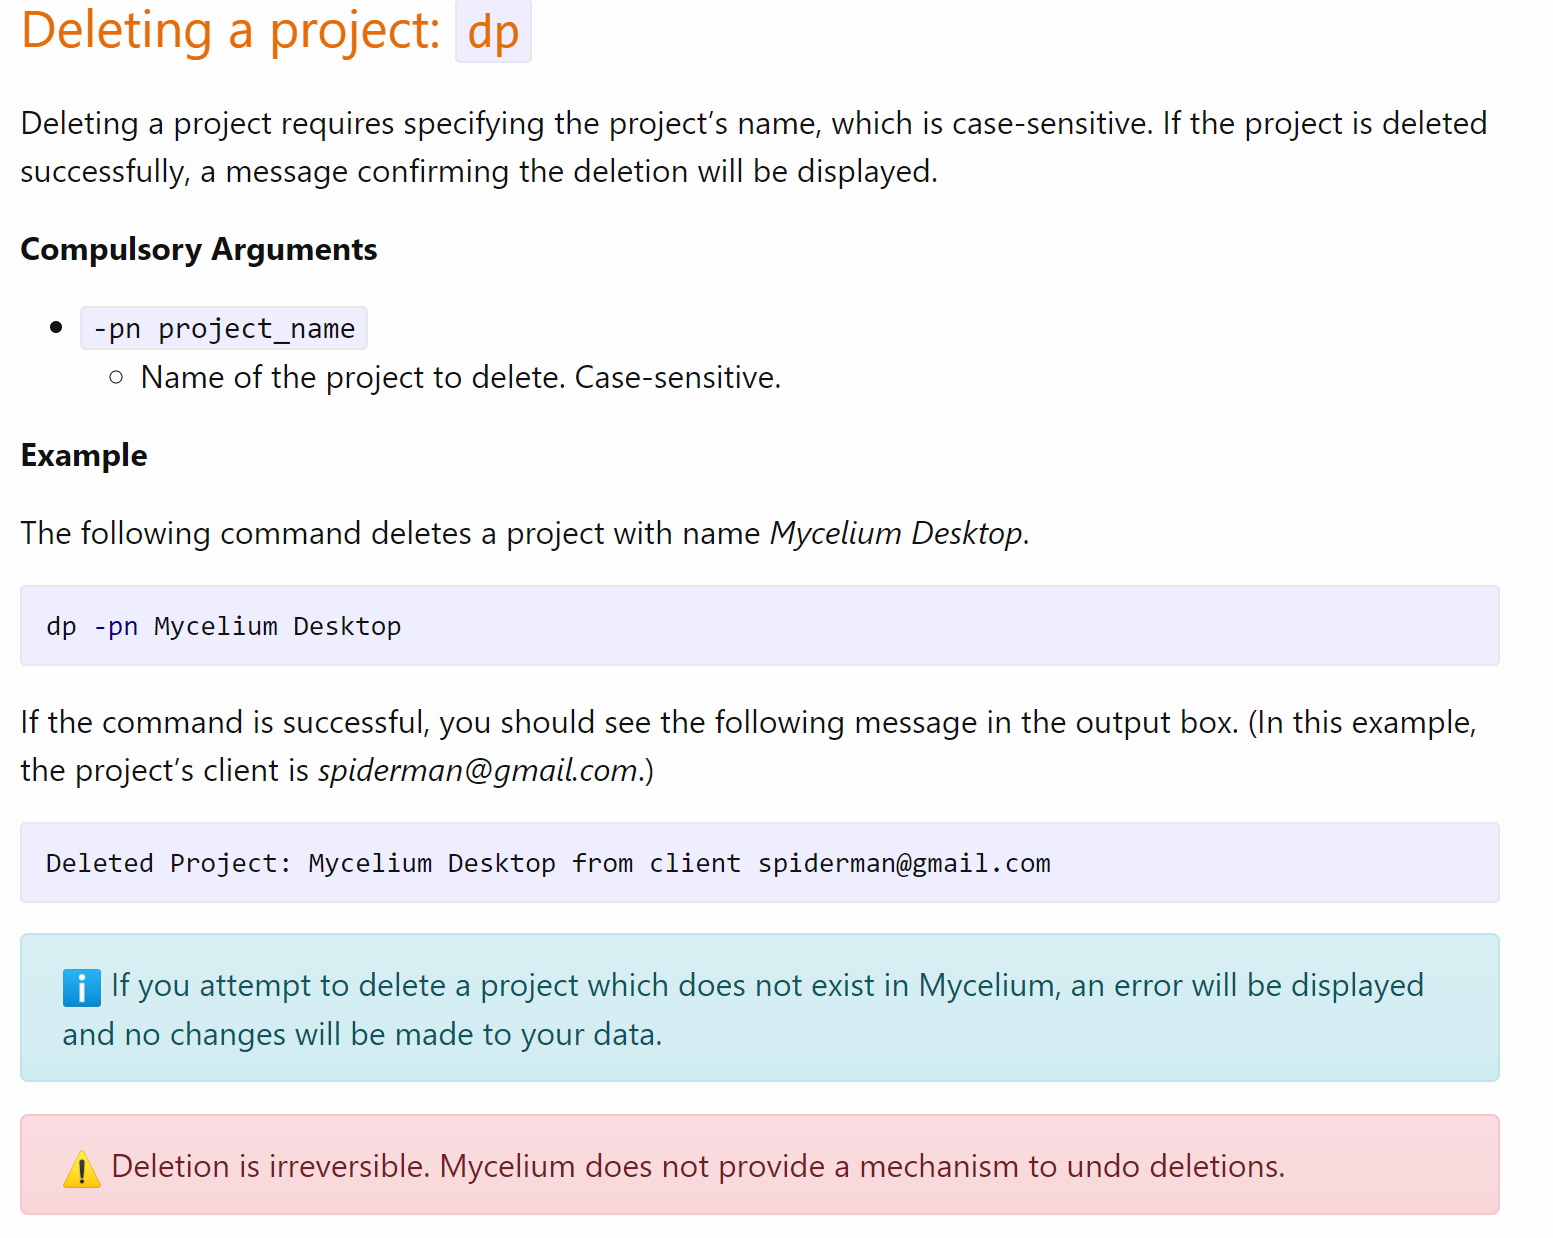 Deleting a project: dp
Deleting a project requires specifying the project’s name, which is case-sensitive. If the project is deleted
successfully, a message confirming the deletion will be displayed.
Compulsory Arguments
-pn project_name
Name of the project to delete. Case-sensitive.
Example
The following command deletes a project with name Mycelium Desktop.
dp -pn Mycelium Desktop
If the command is successful, you should see the following message in the output box. (In this example,
the project’s client is spiderman@gmail.com.)
Deleted Project: Mycelium Desktop from client spiderman@gmail.com
ℹ️ If you attempt to delete a project which does not exist in Mycelium, an error will be displayed
and no changes will be made to your data.
⚠️ Deletion is irreversible. Mycelium does not provide a mechanism to undo deletions.